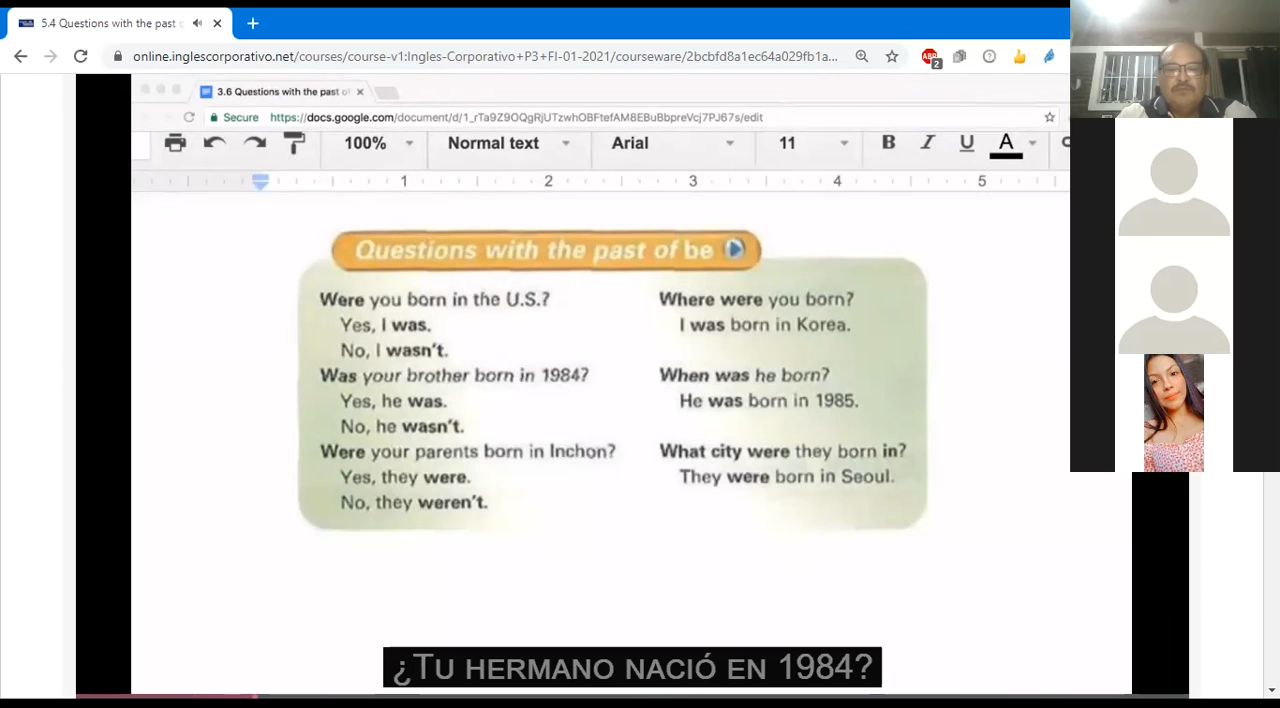 5.4 Questions with the past
online.inglescorporativo.net/courses/course-v1:Ingles-Corporativo+P3+FI-01-2021/courseware/2bcbfd8a1ec64a029fb1a...
ABP
2
3.6 Questions with the past of
Secure https://docs.google.com/document/d/1_rTa9Z9OQgRjUTzwhOBFtefAM8EBuBbpreVcj7PJ67s/edit
100% Normal text Arial 11 B I U A
1 2 3 4 5
Questions with the past of be
Were you born in the U.S.?
Yes, I was.
No, I wasn't.
Was your brother born in 1984?
Yes, he was.
No, he wasn't.
Were your parents born in Inchon?
Yes, they were.
No, they weren't.
Where were you born?
I was born in Korea.
When was he born?
He was born in 1985.
What city were they born in?
They were born in Seoul.
¿TU HERMANO NACIÓ EN 1984?